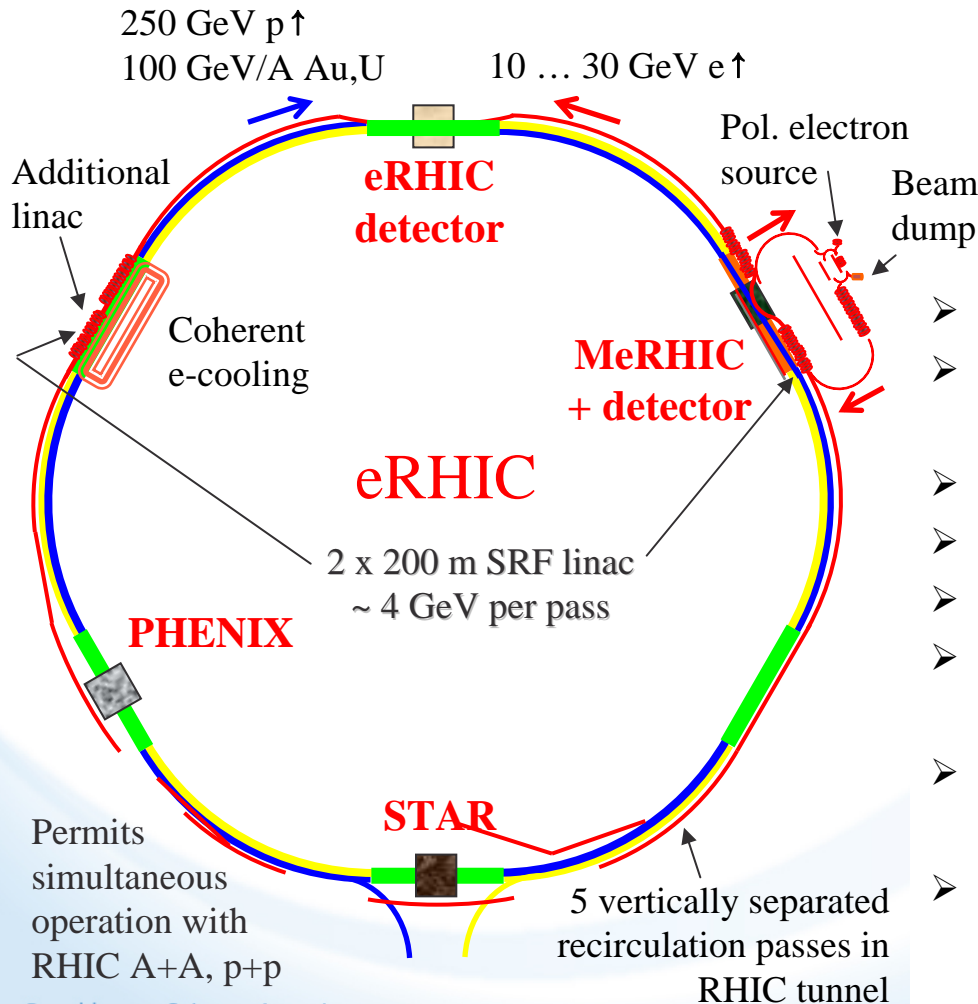 250 GeV p↑
100 GeV/A Au,U
10 … 30 GeV e↑
Pol. electron
source
Beam
dump
Additional
linac
eRHIC
detector
Coherent
e-cooling
MeRHIC
+ detector
eRHIC
2 x 200 m SRF linac
~ 4 GeV per pass
PHENIX
STAR
Permits
simultaneous
operation with
RHIC A+A, p+p
5 vertically separated
recirculation passes in
RHIC tunnel